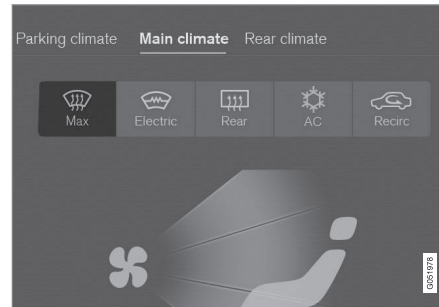 Parking climate Main climate Rear climate
Max Electric Rear AC Recirc
G051978